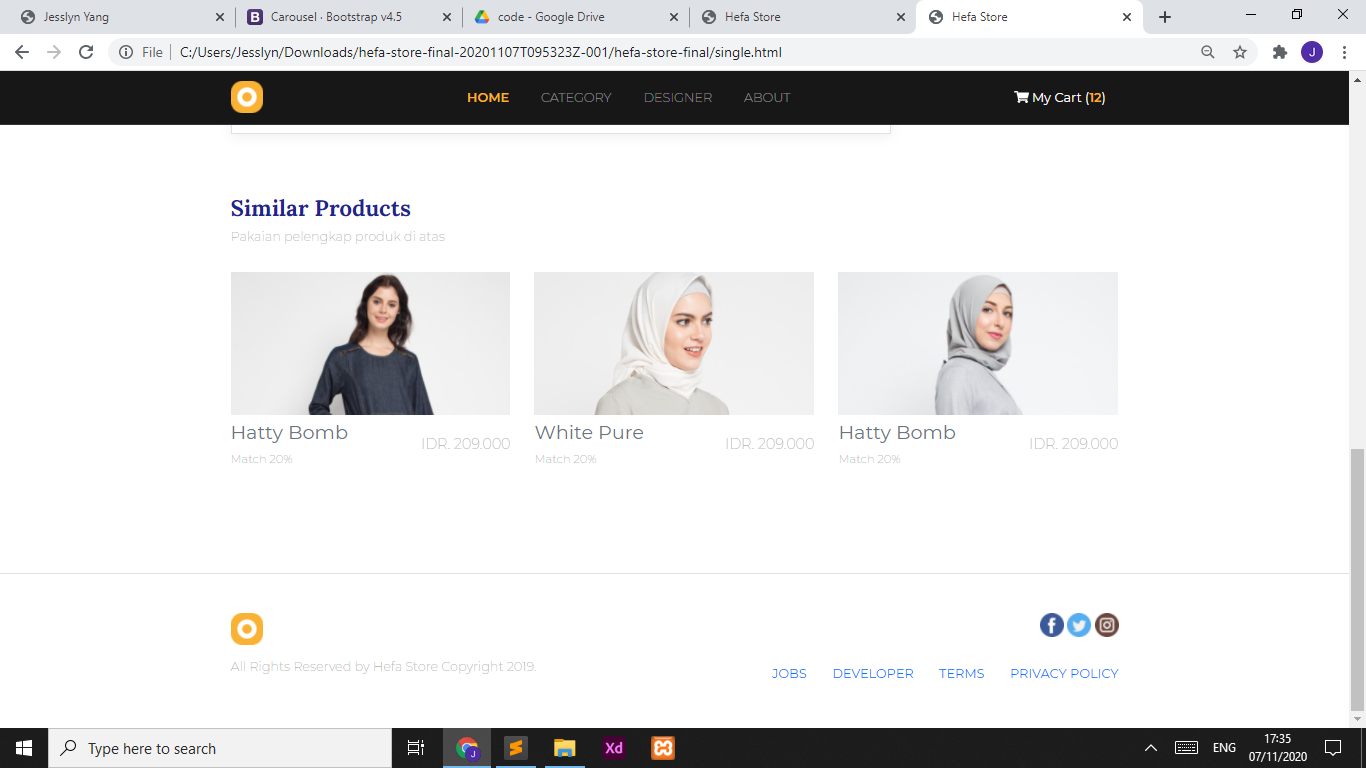 Jesslyn Yang
Carousel · Bootstrap v4.5
code - Google Drive
Hefa Store
Hefa Store
File
C:/Users/Jesslyn/Downloads/hefa-store-final-20201107T095323Z-001/hefa-store-final/single.html
J
HOME CATEGORY DESIGNER ABOUT
My Cart (12)
Similar Products
Pakaian pelengkap produk di atas
Hatty Bomb
IDR. 209.000
Match 20%
White Pure
IDR. 209.000
Match 20%
Hatty Bomb
IDR. 209.000
Match 20%
All Rights Reserved by Hefa Store Copyright 2019.
JOBS DEVELOPER TERMS PRIVACY POLICY
Type here to search
J
Xd
ENG
17:35
07/11/2020